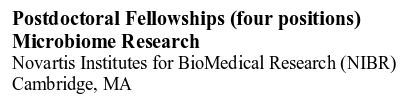 Postdoctoral Fellowships (four positions)
Microbiome Research
Novartis Institutes for BioMedical Research (NIBR)
Cambridge, MA